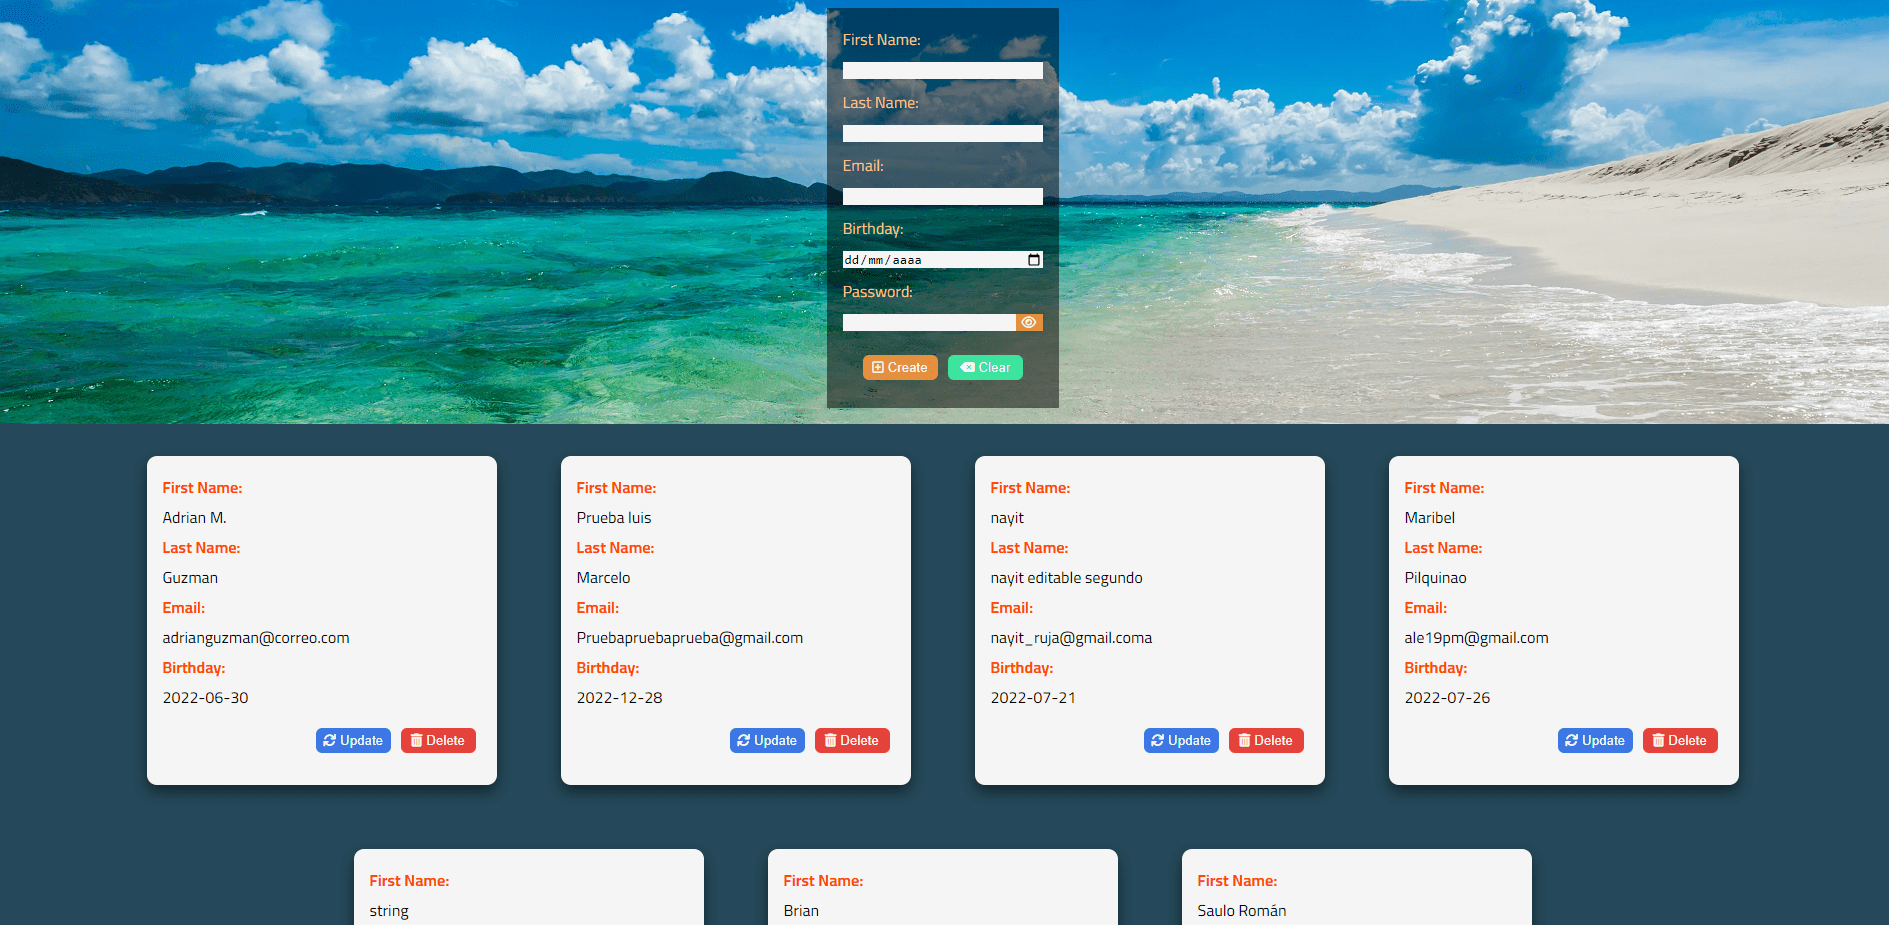 First Name:
Last Name:
Email:
Birthday:
dd/mm/aaaa
Password:
Create Clear
First Name:
Adrian M.
Last Name:
Guzman
Email:
adrianguzman@correo.com
Birthday:
2022-06-30
Update Delete
First Name:
Prueba luis
Last Name:
Marcelo
Email:
Pruebapruebaprueba@gmail.com
Birthday:
2022-12-28
Update Delete
First Name:
nayit
Last Name:
nayit editable segundo
Email:
nayit_ruja@gmail.coma
Birthday:
2022-07-21
Update Delete
First Name:
Maribel
Last Name:
Pilquinao
Email:
ale19pm@gmail.com
Birthday:
2022-07-26
Update Delete
First Name:
string
First Name:
Brian
First Name:
Saulo Román